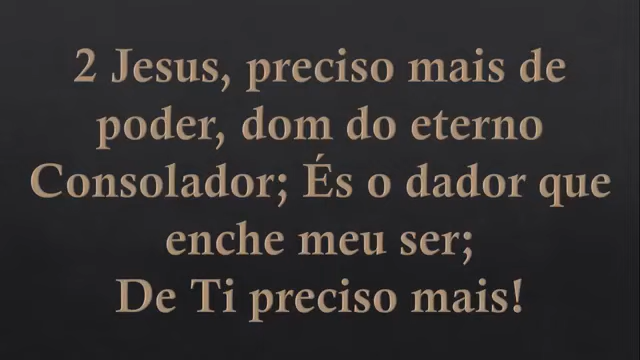 2 Jesus, preciso mais de
poder, dom do eterno
Consolador; És o dador que
enche meu ser;
De Ti preciso mais!